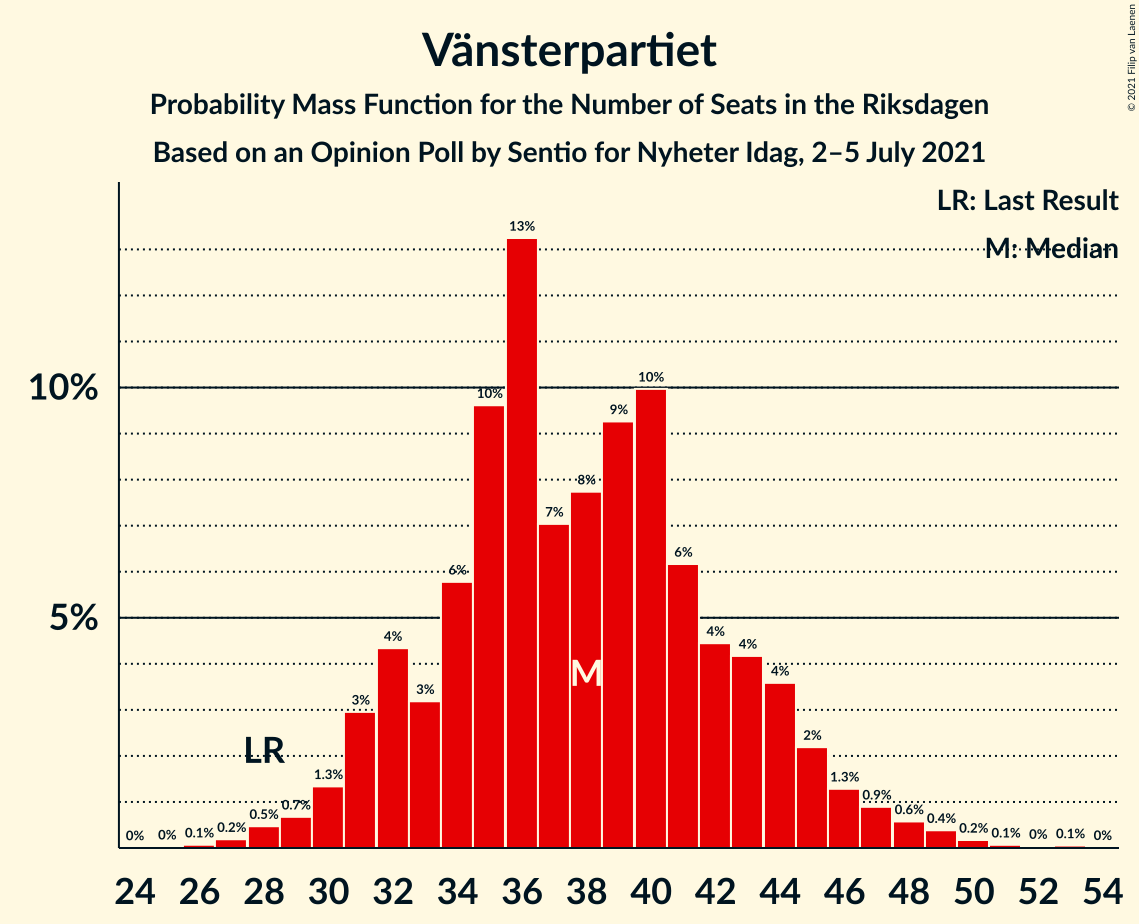 Vänsterpartiet
Probability Mass Function for the Number of Seats in the Riksdagen
Based on an Opinion Poll by Sentio for Nyheter Idag, 2–5 July 2021
© 2021 Filip van Laenen
LR: Last Result
M: Median
10%
5%
0% 0% 0.1% 0.2% 0.5% 0.7% 1.3% 3% 4% 3% 6% 10% 13% 7% 8% 9% 10% 6% 4% 4% 4% 2% 1.3% 0.9% 0.6% 0.4% 0.2% 0.1% 0% 0.1% 0%
LR
M
24 26 28 30 32 34 36 38 40 42 44 46 48 50 52 54